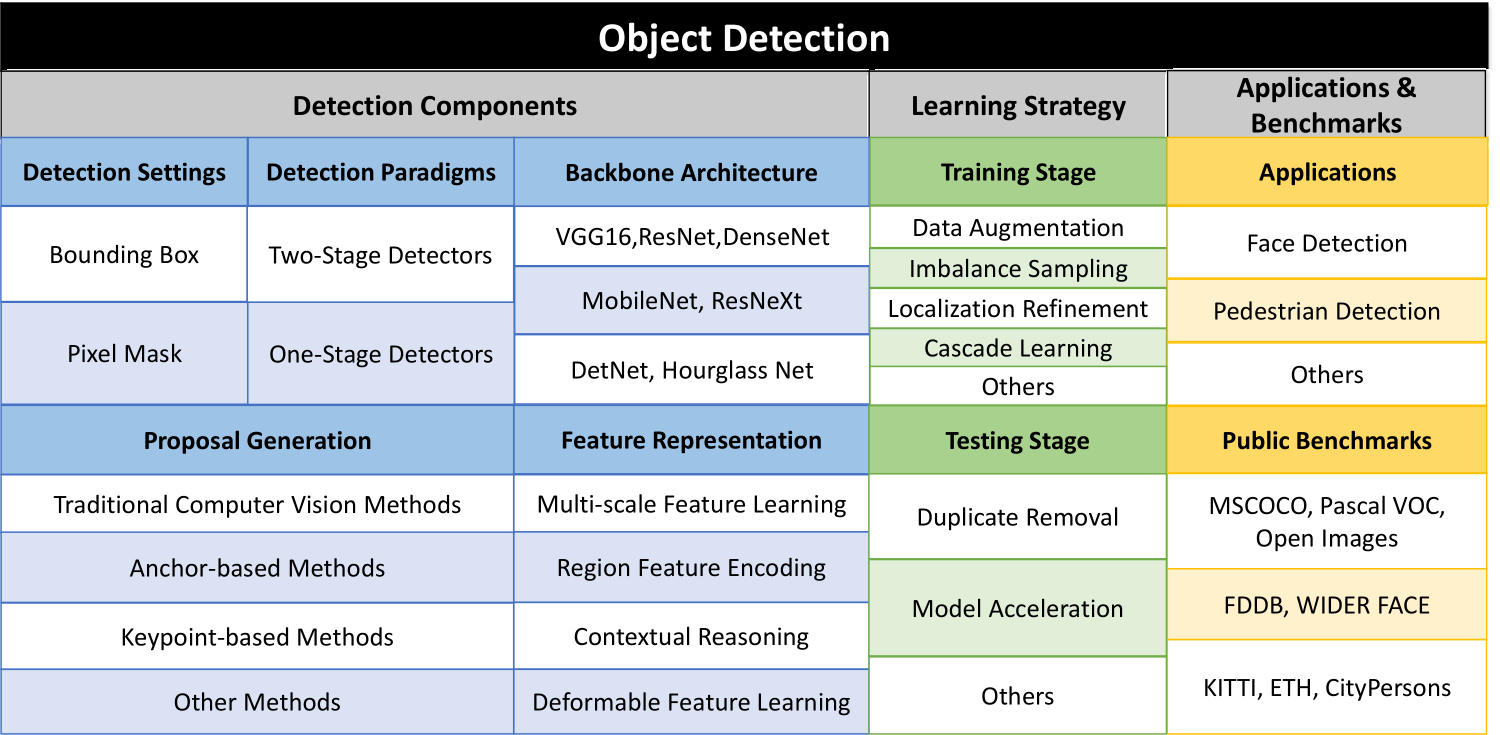 Object Detection
Detection Components
Learning Strategy
Applications &
Benchmarks
Detection Settings
Detection Paradigms
Backbone Architecture
Training Stage
Applications
Bounding Box
Pixel Mask
Two-Stage Detectors
One-Stage Detectors
VGG16,ResNet,DenseNet
MobileNet, ResNeXt
DetNet, Hourglass Net
Data Augmentation
Imbalance Sampling
Localization Refinement
Cascade Learning
Others
Face Detection
Pedestrian Detection
Others
Proposal Generation
Feature Representation
Testing Stage
Public Benchmarks
Traditional Computer Vision Methods
Anchor-based Methods
Keypoint-based Methods
Other Methods
Multi-scale Feature Learning
Region Feature Encoding
Contextual Reasoning
Deformable Feature Learning
Duplicate Removal
Model Acceleration
Others
MSCOCO, Pascal VOC,
Open Images
FDDB, WIDER FACE
KITTI, ETH, CityPersons